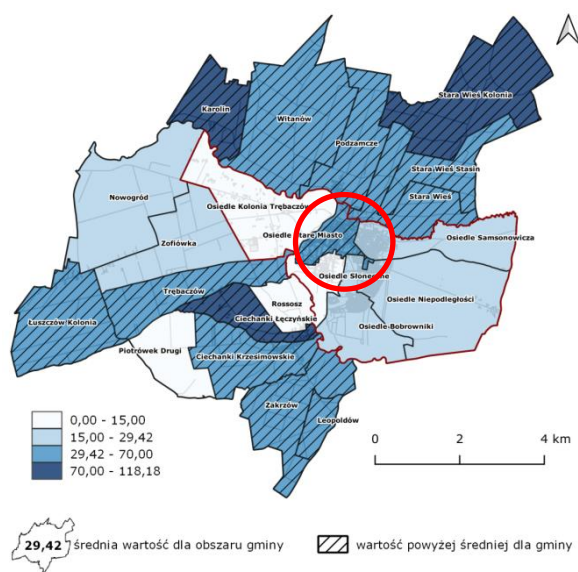 Stara Wieś Kolonia
Karolin
Witanów
Podzamcze
Stara Wieś Stasin
Stara Wieś
Nowogród
Osiedle Kolonia Trębaczów
Osiedle Stare Miasto
Osiedle Samsonowicza
Zofiówka
Osiedle Słoneczne
Trębaczów
Osiedle Niepodległości
Rossosz
Łuszczów Kolonia
Ciechanki Łęczyńskie
Osiedle Bobrowniki
Piotrówek Drugi
Ciechanki Krzesimowskie
Zakrzów
Leopoldów
0,00 - 15,00
15,00 - 29,42
29,42 - 70,00
70,00 - 118,18
0 2 4 km
29,42 średnia wartość dla obszaru gminy
wartość powyżej średniej dla gminy